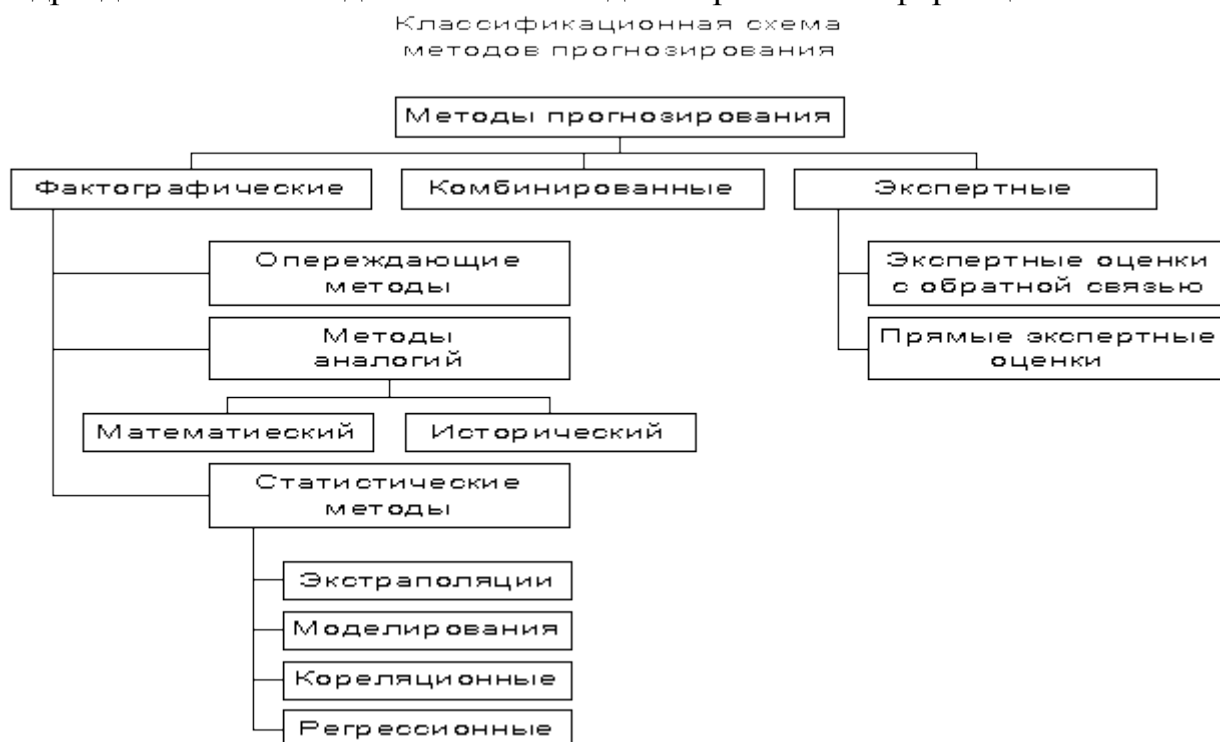 Классификационная схема
методов прогнозирования
Методы прогнозирования
Фактографические
Комбинированные
Экспертные
Опереждающие
методы
Экспертные оценки
с обратной связью
Методы
аналогий
Прямые экспертные
оценки
Математиеский
Исторический
Статистические
методы
Экстраполяции
Моделирования
Кореляционные
Регрессионные